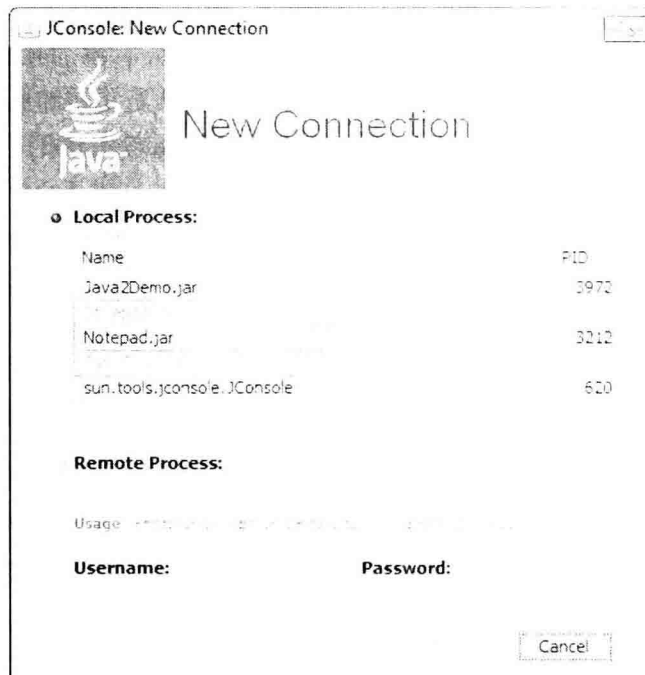 JConsole: New Connection
Java
New Connection
Local Process:
Name PID
Java2Demo.jar 3972
Notepad.jar 3212
sun.tools.jconsole.JConsole 620
Remote Process:
Usage
Username: Password:
Cancel